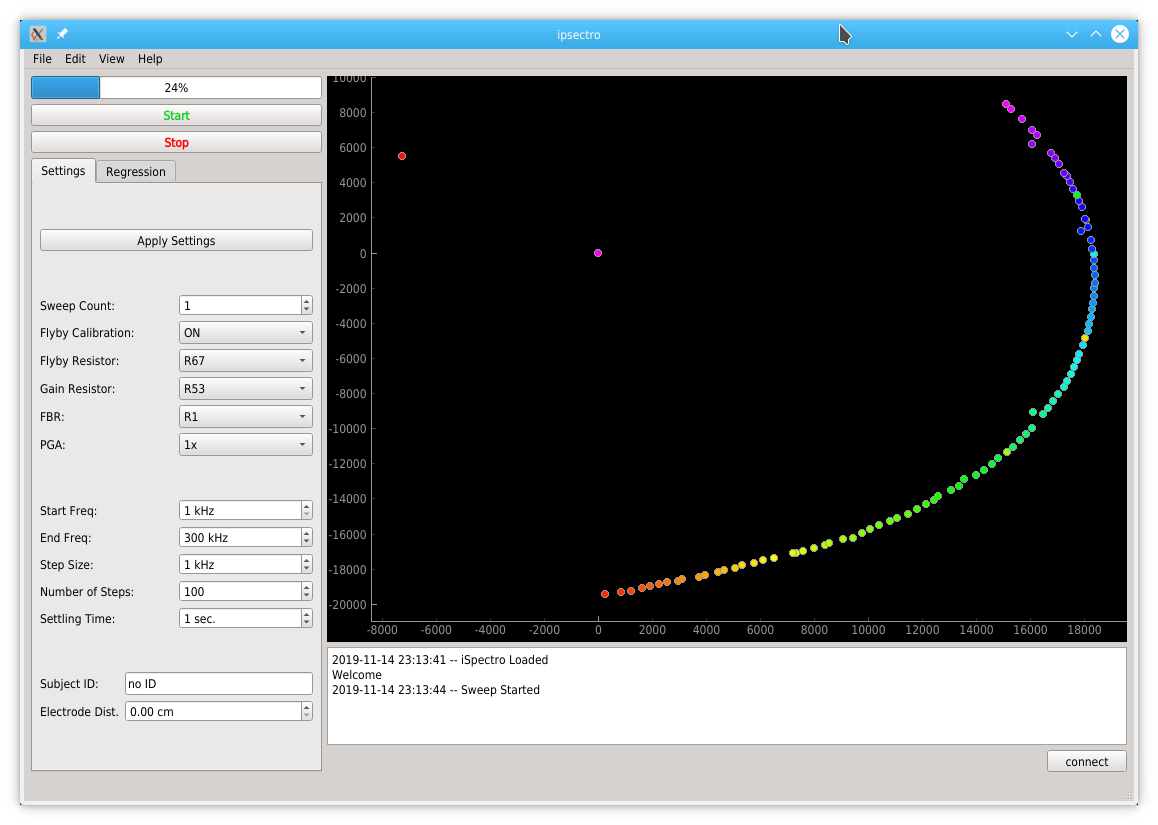 ipsectro
File Edit View Help
24%
Start
Stop
Settings Regression
Apply Settings
Sweep Count: 1
Flyby Calibration: ON
Flyby Resistor: R67
Gain Resistor: R53
FBR: R1
PGA: 1x
Start Freq: 1 kHz
End Freq: 300 kHz
Step Size: 1 kHz
Number of Steps: 100
Settling Time: 1 sec.
Subject ID: no ID
Electrode Dist. 0.00 cm
10000
8000
6000
4000
2000
0
-2000
-4000
-6000
-8000
-10000
-12000
-14000
-16000
-18000
-20000
-8000 -6000 -4000 -2000 0 2000 4000 6000 8000 10000 12000 14000 16000 18000
2019-11-14 23:13:41 -- iSpectro Loaded
Welcome
2019-11-14 23:13:44 -- Sweep Started
connect